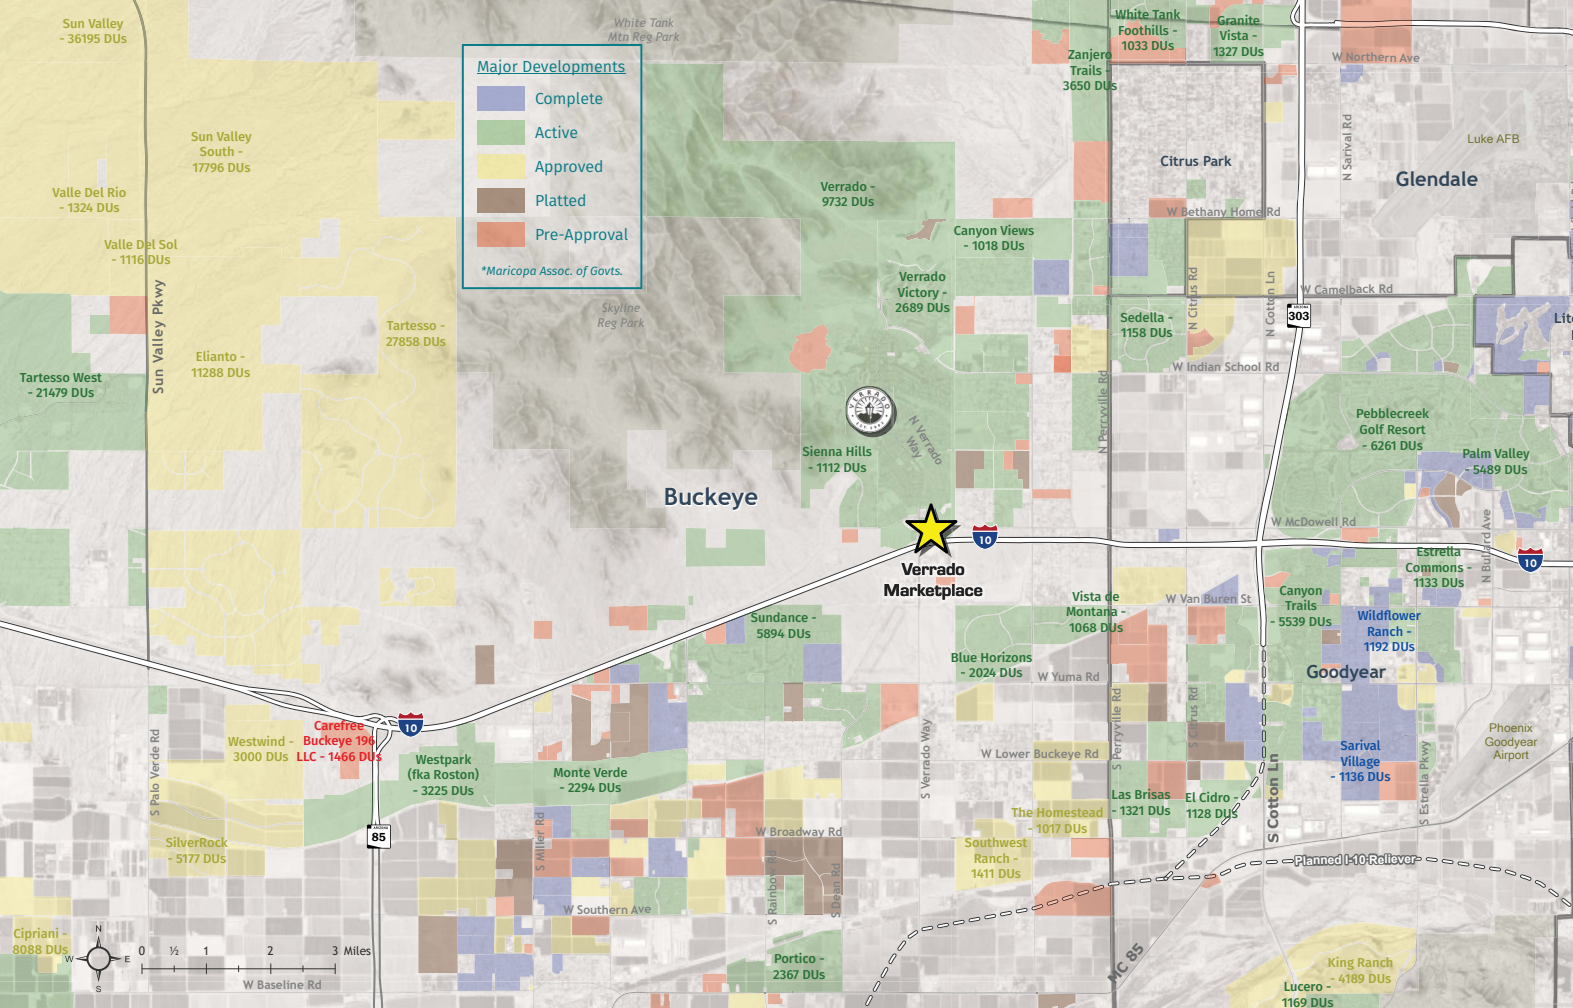 Sun Valley
- 36195 DUs
White Tank
Mtn Reg Park
White Tank
Foothills -
1033 DUs
Granite
Vista -
1327 DUs
Zanjero
Trails -
3650 DUs
W Northern Ave
Major Developments
Complete
Active
Approved
Platted
Pre-Approval
*Maricopa Assoc. of Govts.
Sun Valley
South -
17796 DUs
Valle Del Rio
- 1324 DUs
Valle Del Sol
- 1116 DUs
Sun Valley Pkwy
Verrado -
9732 DUs
Citrus Park
N Sarival Rd
Luke AFB
Glendale
W Bethany Home Rd
Canyon Views
- 1018 DUs
Verrado
Victory -
2689 DUs
N Citrus Rd
N Cotton Ln
W Camelback Rd
ARIZONA
303
Skyline
Reg Park
Tartesso -
27858 DUs
Sedella -
1158 DUs
Elianto -
11288 DUs
Tartesso West
- 21479 DUs
W Indian School Rd
N Perryville Rd
VERRADO
N Verrado
Way
Sienna Hills
- 1112 DUs
Pebblecreek
Golf Resort
- 6261 DUs
Palm Valley
- 5489 DUs
Buckeye
W McDowell Rd
N Bullard Ave
10
10
Verrado
Marketplace
Estrella
Commons -
1133 DUs
Vista de
Montana -
1068 DUs
W Van Buren St
Canyon
Trails
- 5539 DUs
Wildflower
Ranch -
1192 DUs
Sundance -
5894 DUs
Blue Horizons
- 2024 DUs
W Yuma Rd
Goodyear
10
Carefree
Buckeye 196
LLC - 1466 DUs
Westwind -
3000 DUs
S Palo Verde Rd
Westpark
(fka Roston)
- 3225 DUs
Monte Verde
- 2294 DUs
S Verrado Way
W Lower Buckeye Rd
S Perryville Rd
S Citrus Rd
S Cotton Ln
Sarival
Village
- 1136 DUs
S Estrella Pkwy
Phoenix
Goodyear
Airport
Las Brisas
- 1321 DUs
El Cidro -
1128 DUs
The Homestead
- 1017 DUs
ARIZONA
85
SilverRock
- 5177 DUs
S Miller Rd
W Broadway Rd
Southwest
Ranch -
1411 DUs
Planned I-10 Reliever
S Rainbow Rd
S Dean Rd
W Southern Ave
Cipriani -
8088 DUs
N
W
E
S
0 ½ 1 2 3 Miles
W Baseline Rd
Portico -
2367 DUs
MC 85
King Ranch
- 4189 DUs
Lucero -
1169 DUs